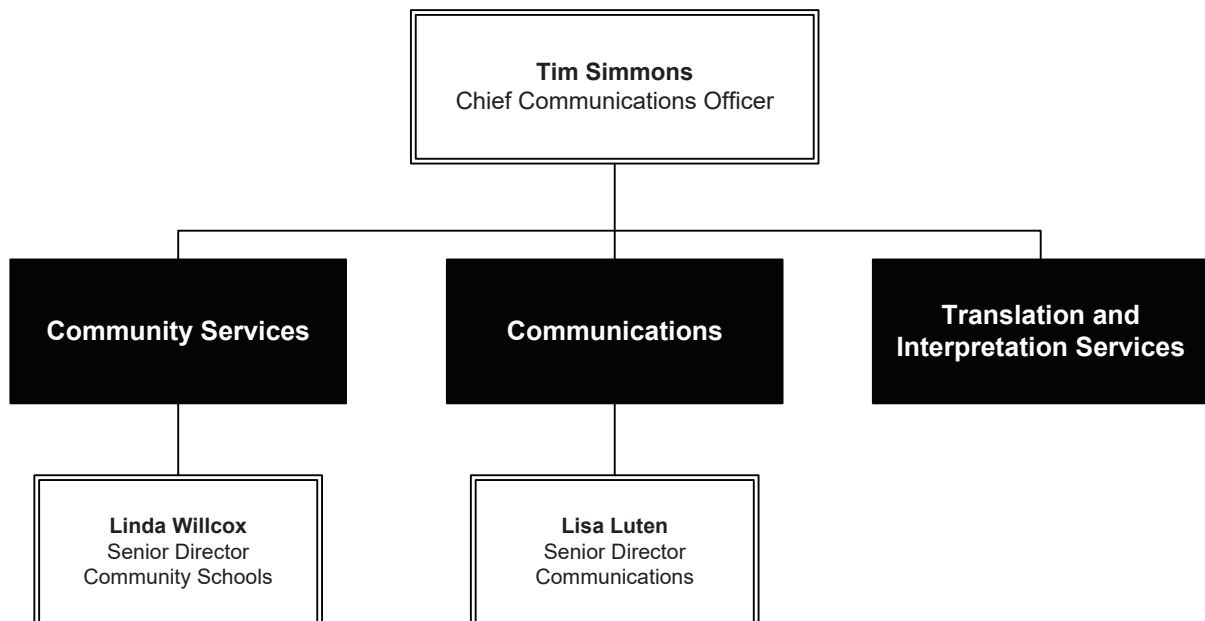 Tim Simmons
Chief Communications Officer
Community Services
Communications
Translation and
Interpretation Services
Linda Willcox
Senior Director
Community Schools
Lisa Luten
Senior Director
Communications